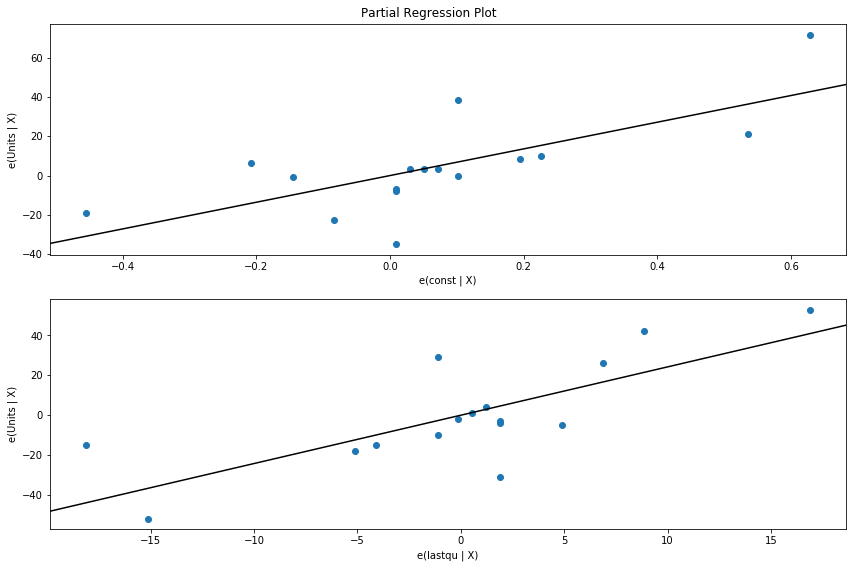 Partial Regression Plot
60
40
20
0
−20
−40
e(Units | X)
−0.4 −0.2 0.0 0.2 0.4 0.6
e(const | X)
40
20
0
−20
−40
e(Units | X)
−15 −10 −5 0 5 10 15
e(lastqu | X)